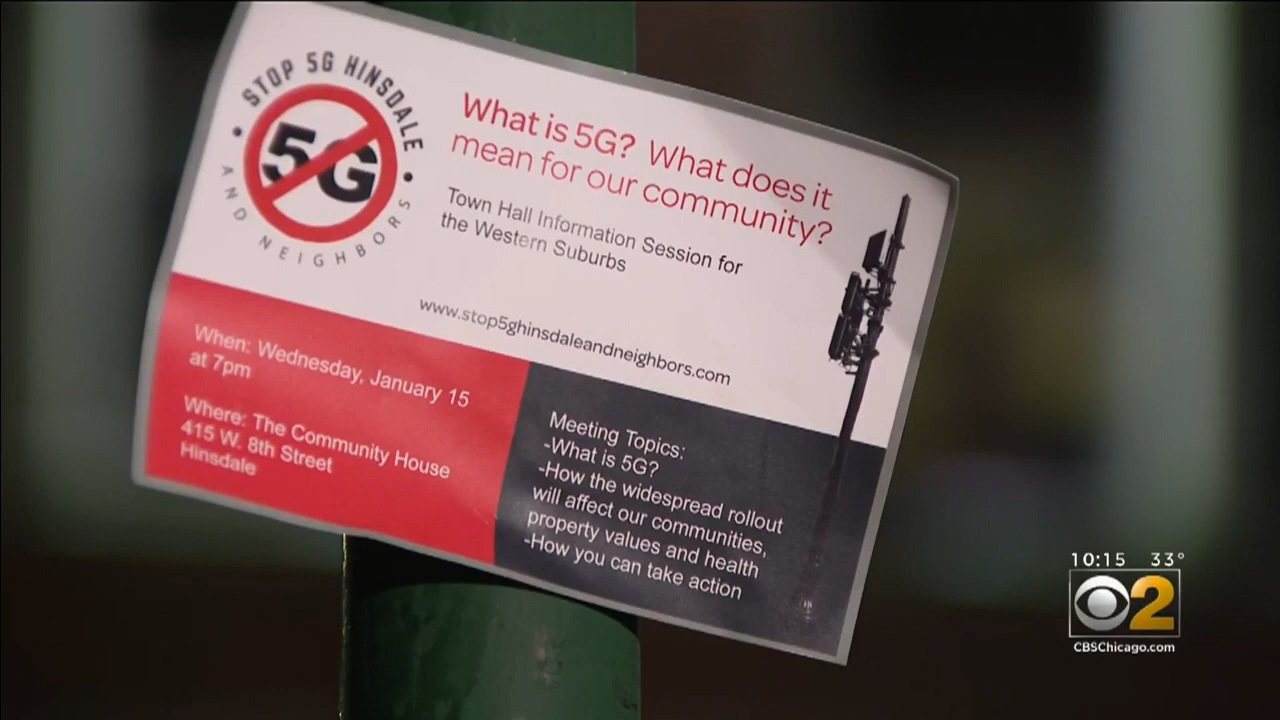 STOP 5G HINSDALE
5G
AND NEIGHBORS
What is 5G? What does it
mean for our community?
Town Hall Information Session for
the Western Suburbs
www.stop5ghinsdaleandneighbors.com
When: Wednesday, January 15
at 7pm
Where: The Community House
415 W. 8th Street
Hinsdale
Meeting Topics:
-What is 5G?
-How the widespread rollout
will affect our communities,
property values and health
-How you can take action
10:15 33°
2
CBSChicago.com